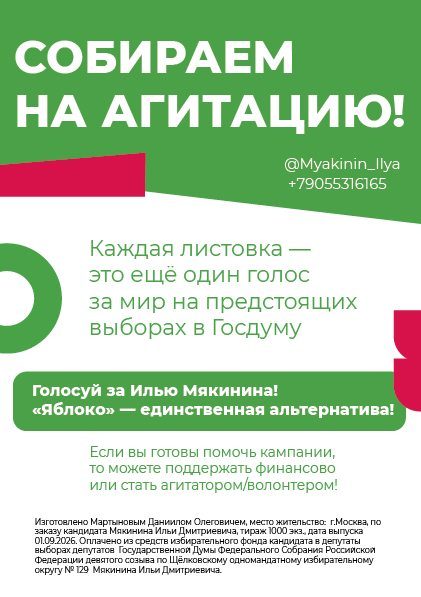 СОБИРАЕМ
НА АГИТАЦИЮ!
@Myakinin_Ilya
+79055316165
Каждая листовка —
это ещё один голос
за мир на предстоящих
выборах в Госдуму
Голосуй за Илью Мякинина!
«Яблоко» — единственная альтернатива!
Если вы готовы помочь кампании,
то можете поддержать финансово
или стать агитатором/волонтером!
Изготовлено Мартыновым Даниилом Олеговичем, место жительство: г.Москва, по
заказу кандидата Мякинина Ильи Дмитриевича, тираж 1000 экз., дата выпуска
01.09.2026. Оплачено из средств избирательного фонда кандидата в депутаты
выборах депутатов Государственной Думы Федерального Собрания Российской
Федерации девятого созыва по Щёлковскому одномандатному избирательному
округу № 129 Мякинина Ильи Дмитриевича.